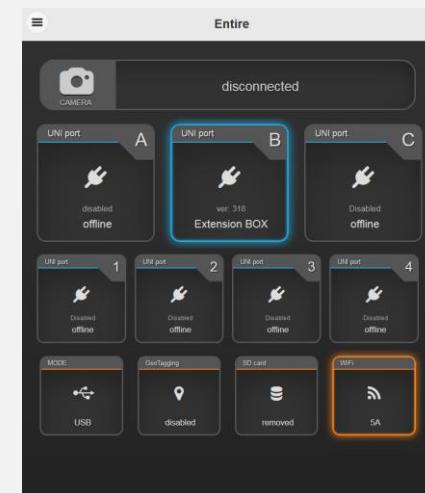 Entire
CAMERA
disconnected
UNI port A
disabled
offline
UNI port B
ver: 318
Extension BOX
UNI port C
Disabled
offline
UNI port 1
Disabled
offline
UNI port 2
Disabled
offline
UNI port 3
Disabled
offline
UNI port 4
Disabled
offline
MODE
USB
GeoTagging
disabled
SD card
removed
WiFi
5A